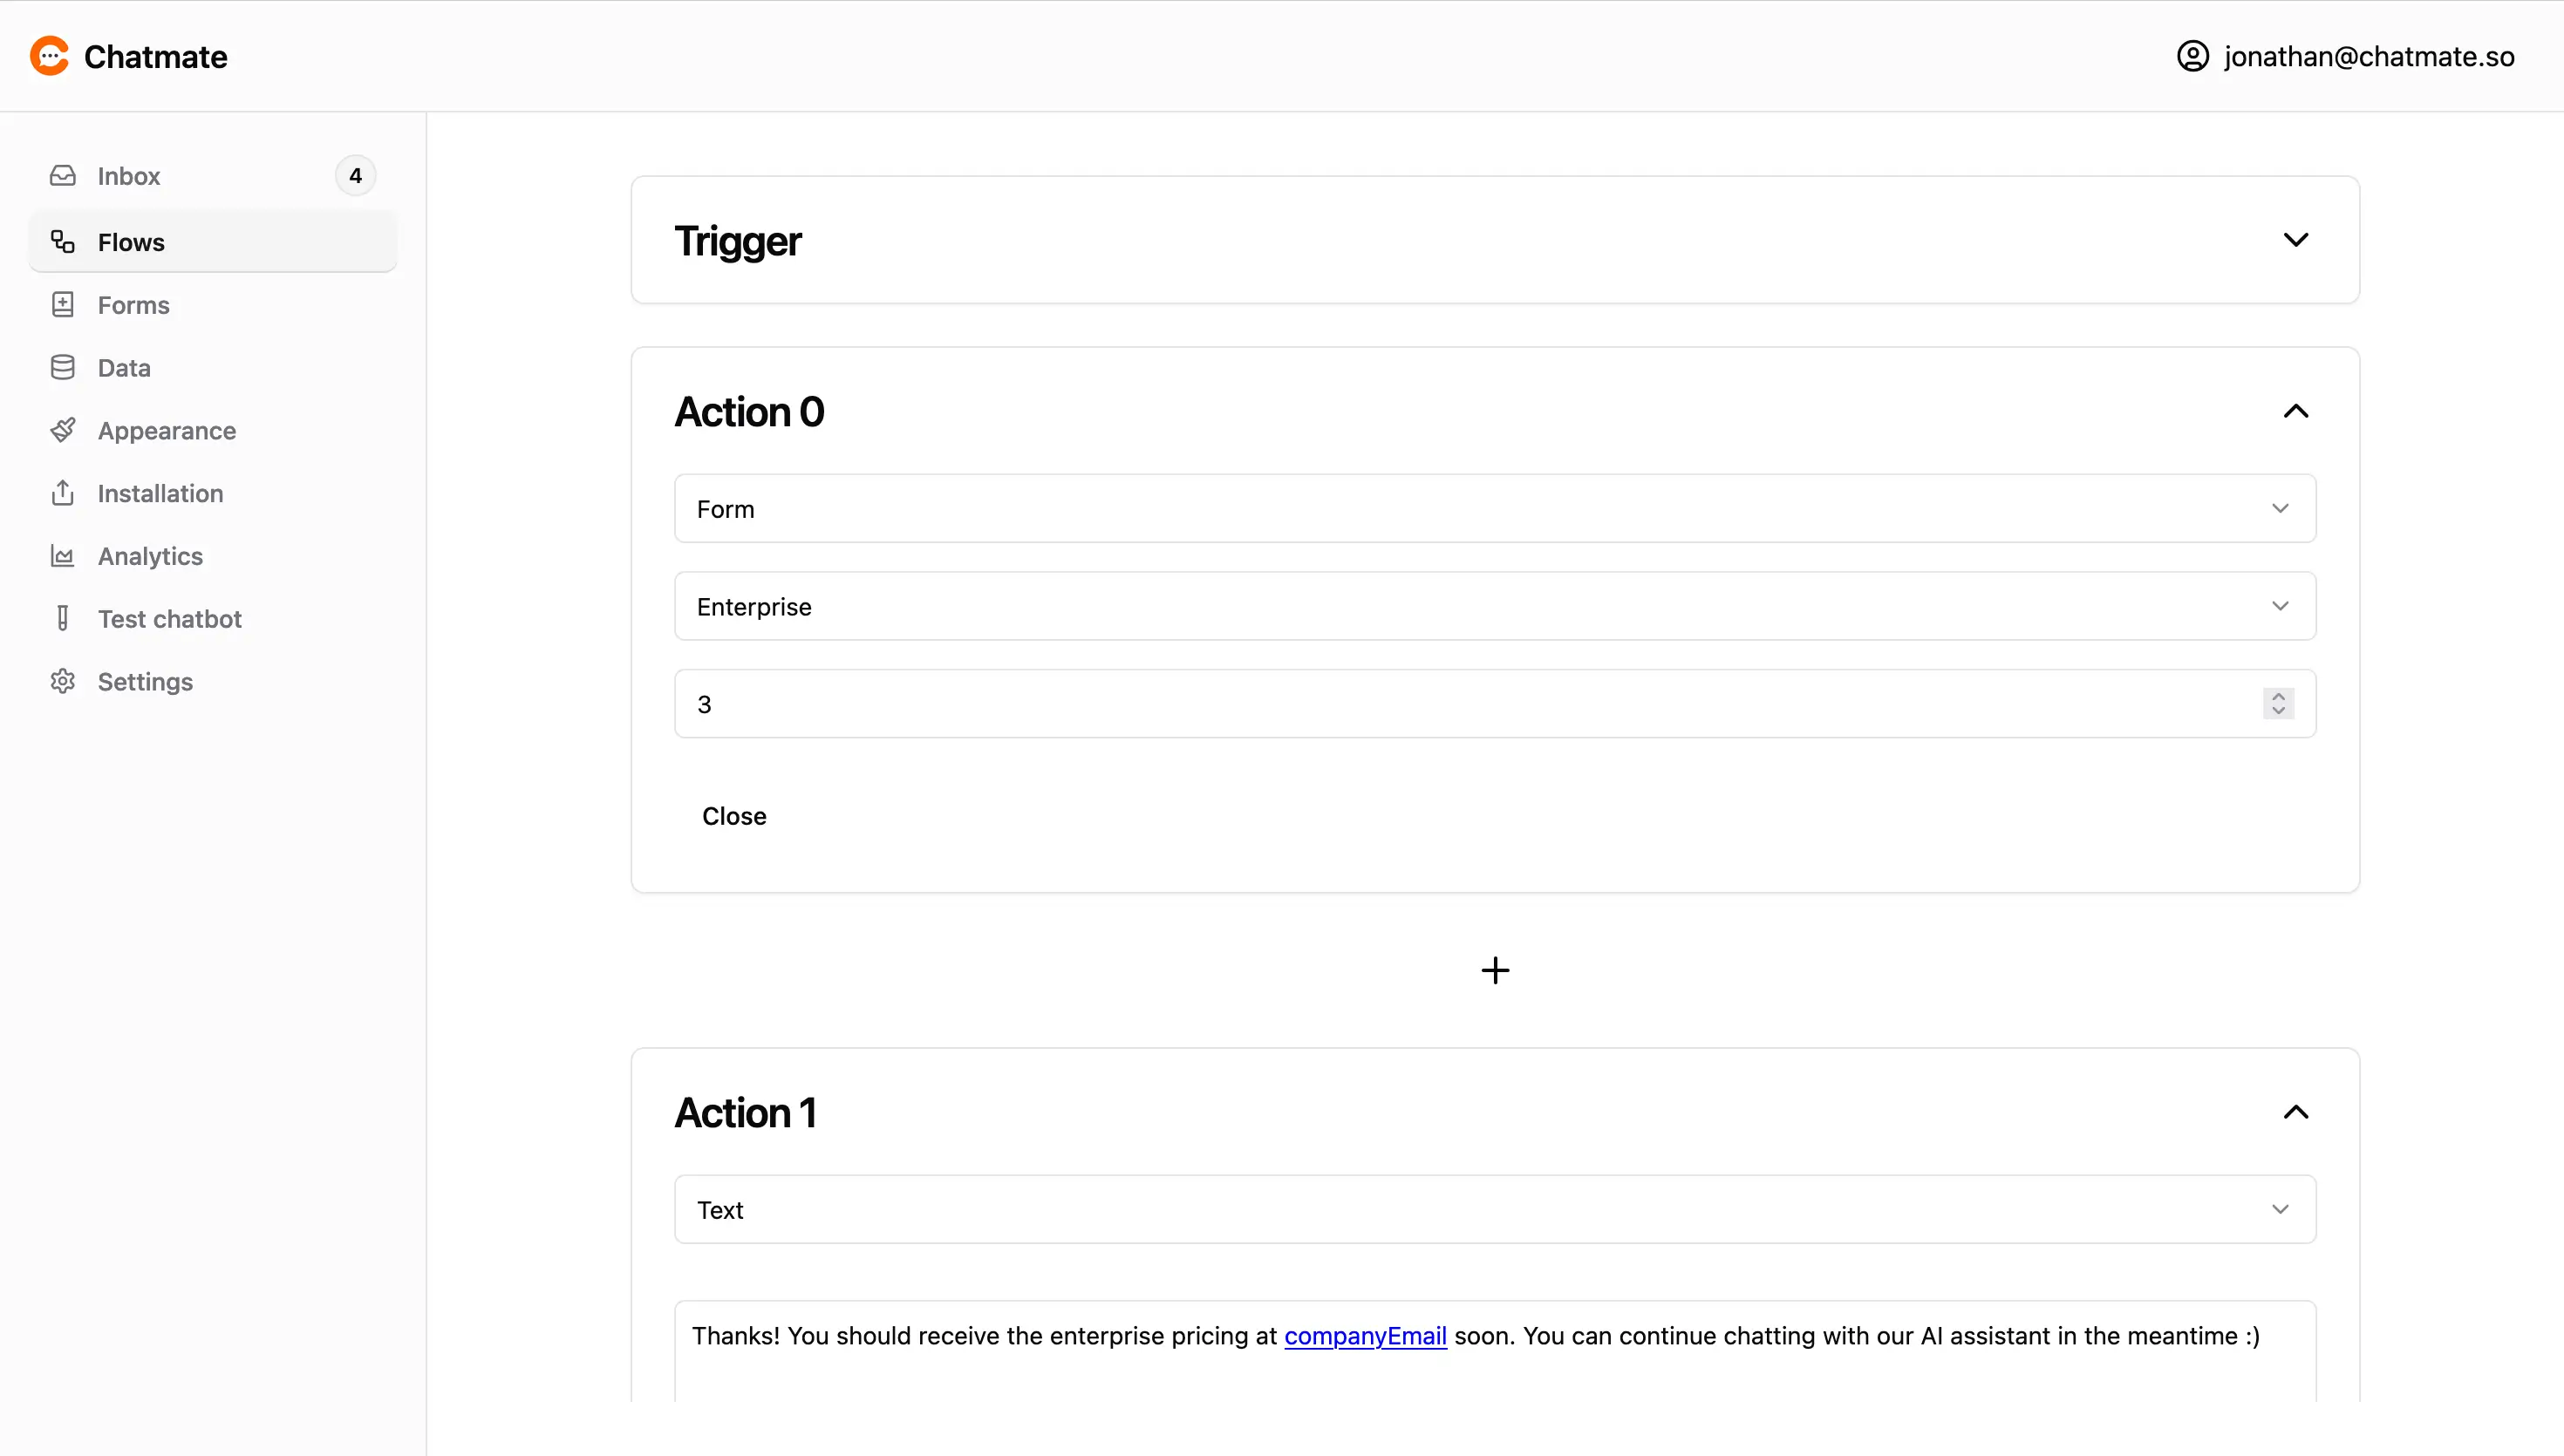 Chatmate
jonathan@chatmate.so
Inbox 4
Flows
Forms
Data
Appearance
Installation
Analytics
Test chatbot
Settings
Trigger
Action 0
Form
Enterprise
3
Close
Action 1
Text
Thanks! You should receive the enterprise pricing at companyEmail soon. You can continue chatting with our AI assistant in the meantime :)